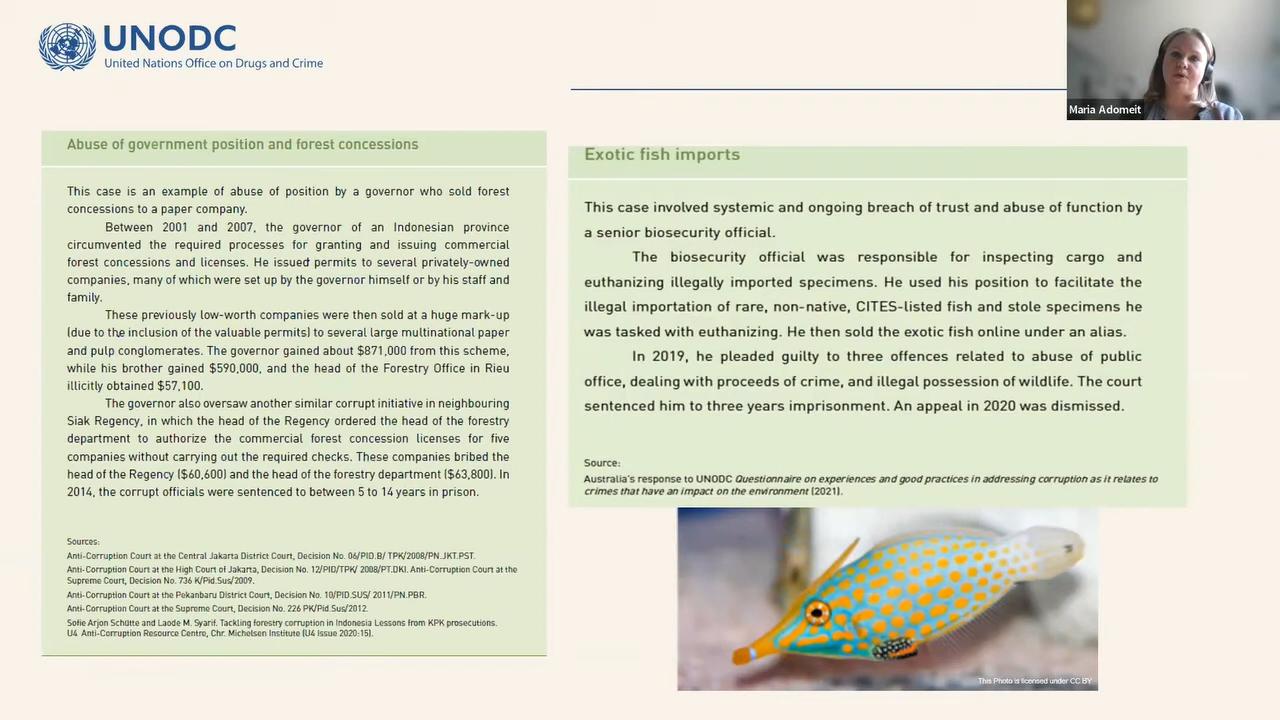 UNODC
United Nations Office on Drugs and Crime
Maria Adomeit
Abuse of government position and forest concessions
This case is an example of abuse of position by a governor who sold forest
concessions to a paper company.
Between 2001 and 2007, the governor of an Indonesian province
circumvented the required processes for granting and issuing commercial
forest concessions and licenses. He issued permits to several privately-owned
companies, many of which were set up by the governor himself or by his staff and
family.
These previously low-worth companies were then sold at a huge mark-up
(due to the inclusion of the valuable permits) to several large multinational paper
and pulp conglomerates. The governor gained about $871,000 from this scheme,
while his brother gained $590,000, and the head of the Forestry Office in Rieu
illicitly obtained $57,100.
The governor also oversaw another similar corrupt initiative in neighbouring
Siak Regency, in which the head of the Regency ordered the head of the forestry
department to authorize the commercial forest concession licenses for five
companies without carrying out the required checks. These companies bribed the
head of the Regency ($60,600) and the head of the forestry department ($63,800). In
2014, the corrupt officials were sentenced to between 5 to 14 years in prison.
Sources:
Anti-Corruption Court at the Central Jakarta District Court, Decision No. 06/PID.B/ TPK/2008/PN.JKT.PST.
Anti-Corruption Court at the High Court of Jakarta, Decision No. 12/PID/TPK/ 2008/PT.DKI. Anti-Corruption Court at the
Supreme Court, Decision No. 736 K/Pid.Sus/2009.
Anti-Corruption Court at the Pekanbaru District Court, Decision No. 10/PID.SUS/ 2011/PN.PBR.
Anti-Corruption Court at the Supreme Court, Decision No. 226 PK/Pid.Sus/2012.
Sofie Arjon Schütte and Laode M. Syarif. Tackling forestry corruption in Indonesia Lessons from KPK prosecutions.
U4 Anti-Corruption Resource Centre, Chr. Michelsen Institute (U4 Issue 2020:15).
Exotic fish imports
This case involved systemic and ongoing breach of trust and abuse of function by
a senior biosecurity official.
The biosecurity official was responsible for inspecting cargo and
euthanizing illegally imported specimens. He used his position to facilitate the
illegal importation of rare, non-native, CITES-listed fish and stole specimens he
was tasked with euthanizing. He then sold the exotic fish online under an alias.
In 2019, he pleaded guilty to three offences related to abuse of public
office, dealing with proceeds of crime, and illegal possession of wildlife. The court
sentenced him to three years imprisonment. An appeal in 2020 was dismissed.
Source:
Australia's response to UNODC Questionnaire on experiences and good practices in addressing corruption as it relates to
crimes that have an impact on the environment (2021).
This Photo is licensed under CC BY